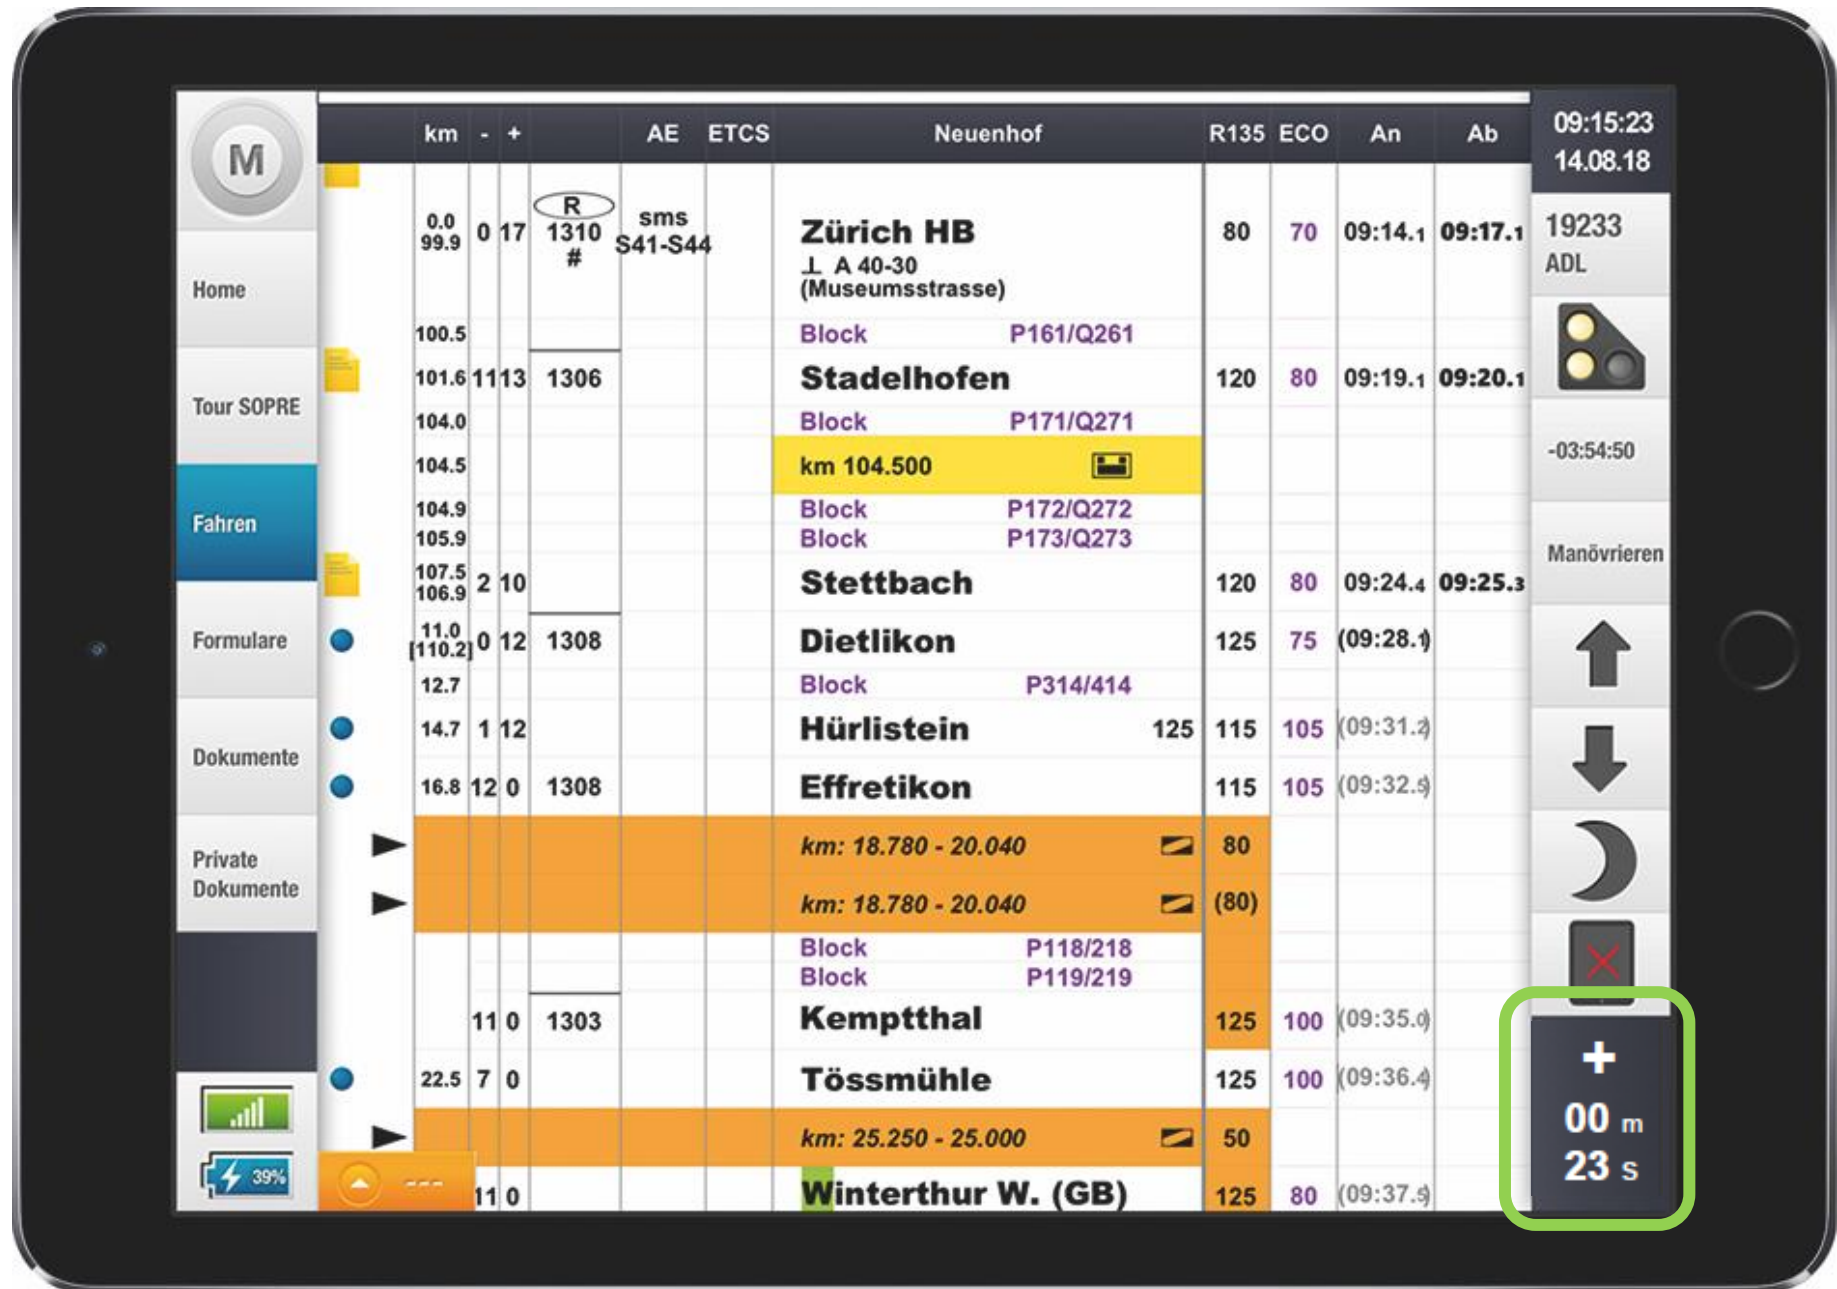 M
Home
Tour SOPRE
Fahren
Formulare
Dokumente
Private
Dokumente
39%
km - + AE ETCS Neuenhof R135 ECO An Ab
0.0
99.9 0 17 R
1310
# sms
S41-S44 Zürich HB 80 70 09:14.1 09:17.1
⊥ A 40-30
(Museumsstrasse)
100.5 Block P161/Q261
101.6 11 13 1306 Stadelhofen 120 80 09:19.1 09:20.1
104.0 Block P171/Q271
104.5 km 104.500
104.9 Block P172/Q272
105.9 Block P173/Q273
107.5
106.9 2 10 Stettbach 120 80 09:24.4 09:25.3
11.0
[110.2] 0 12 1308 Dietlikon 125 75 (09:28.1)
12.7 Block P314/414
14.7 1 12 Hürlistein 125 115 105 (09:31.2)
16.8 12 0 1308 Effretikon 115 105 (09:32.5)
km: 18.780 - 20.040 80
km: 18.780 - 20.040 (80)
Block P118/218
Block P119/219
11 0 1303 Kemptthal 125 100 (09:35.0)
22.5 7 0 Tössmühle 125 100 (09:36.4)
km: 25.250 - 25.000 50
--- 11 0 Winterthur W. (GB) 125 80 (09:37.5)
09:15:23
14.08.18
19233
ADL
-03:54:50
Manövrieren
+
00 m
23 s